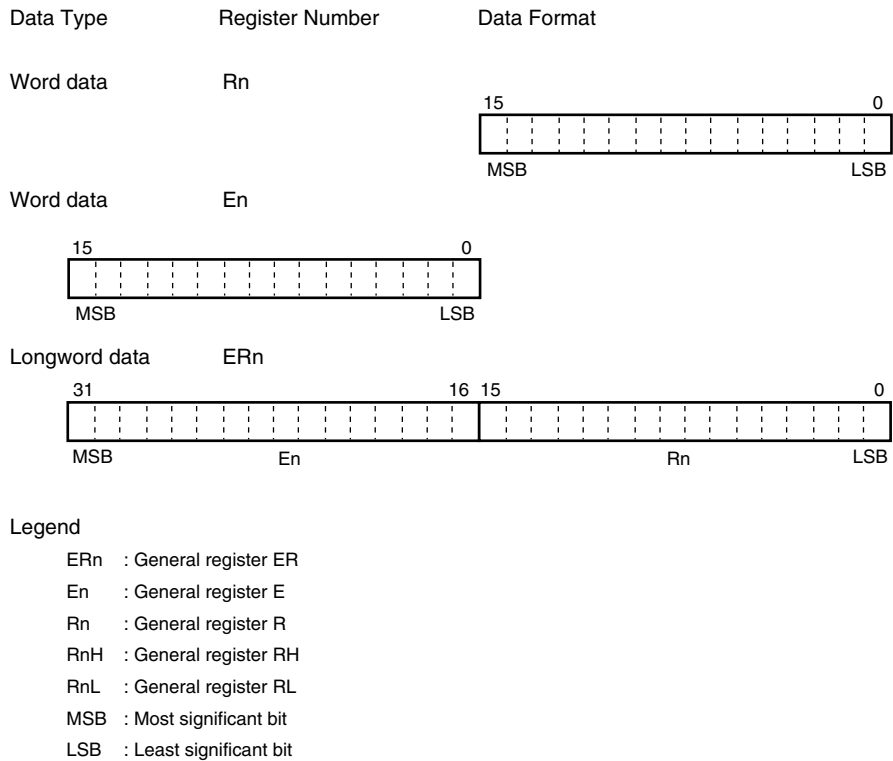 Data Type Register Number Data Format
Word data Rn
15 0
MSB LSB
Word data En
15 0
MSB LSB
Longword data ERn
31 16 15 0
MSB En Rn LSB
Legend
ERn : General register ER
En : General register E
Rn : General register R
RnH : General register RH
RnL : General register RL
MSB : Most significant bit
LSB : Least significant bit